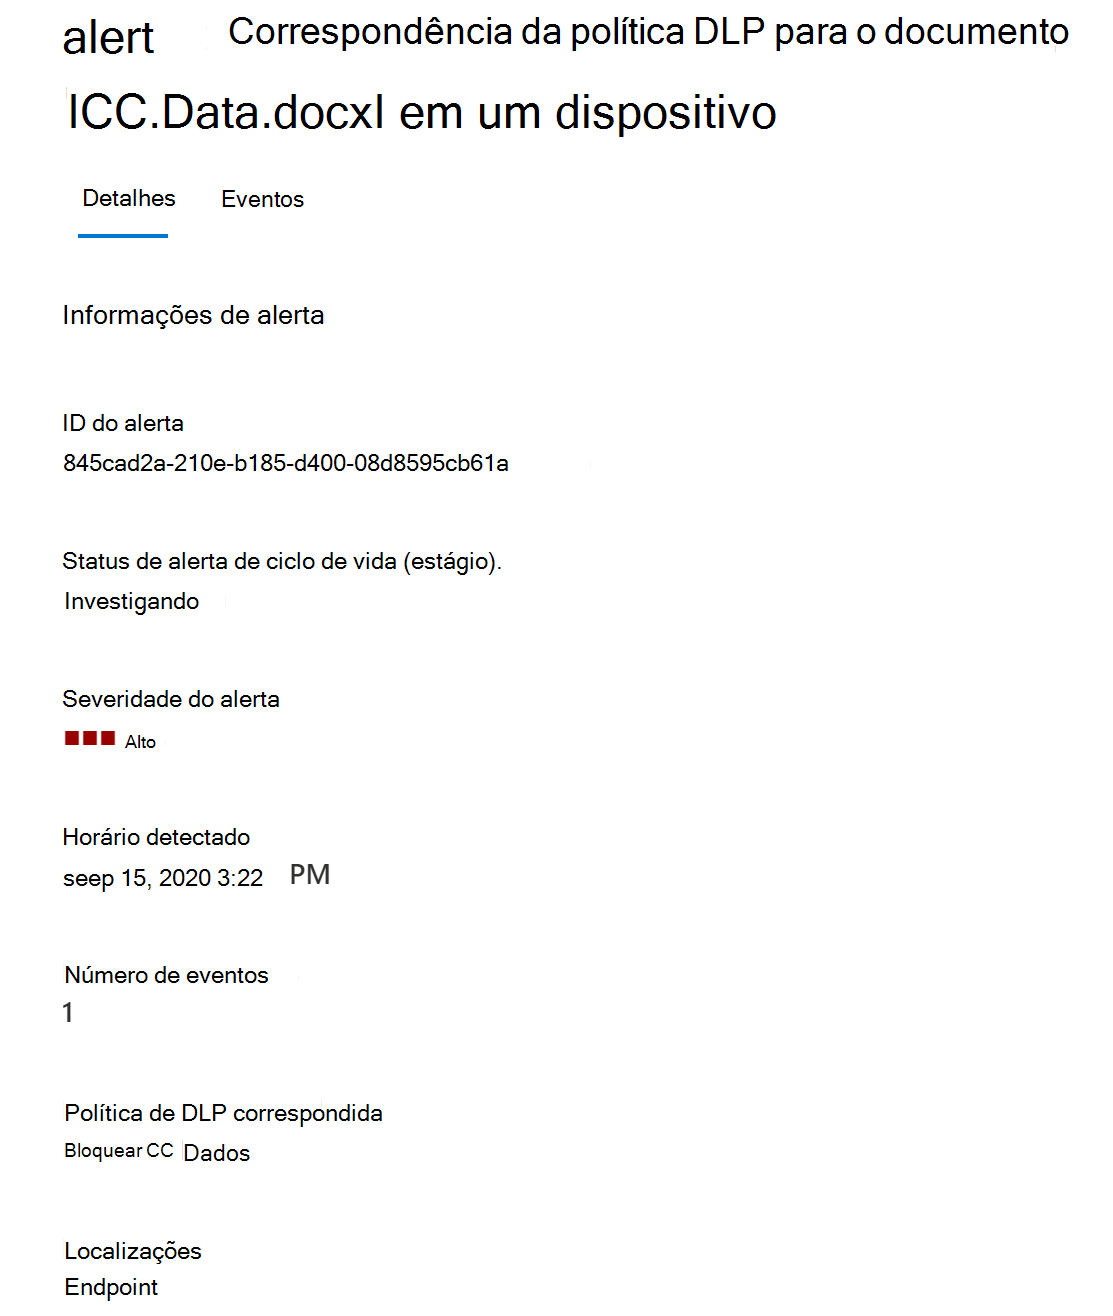 alert Correspondência da política DLP para o documento
ICC.Data.docxl em um dispositivo
Detalhes Eventos
Informações de alerta
ID do alerta
845cad2a-210e-b185-d400-08d8595cb61a
Status de alerta de ciclo de vida (estágio).
Investigando
Severidade do alerta
Alto
Horário detectado
seep 15, 2020 3:22 PM
Número de eventos
1
Política de DLP correspondida
Bloquear CC Dados
Localizações
Endpoint